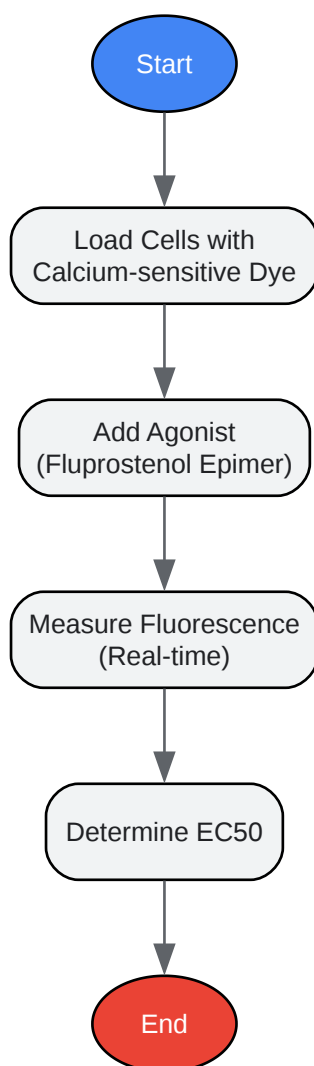 Start
Load Cells with
Calcium-sensitive Dye
Add Agonist
(Fluprostenol Epimer)
Measure Fluorescence
(Real-time)
Determine EC50
End